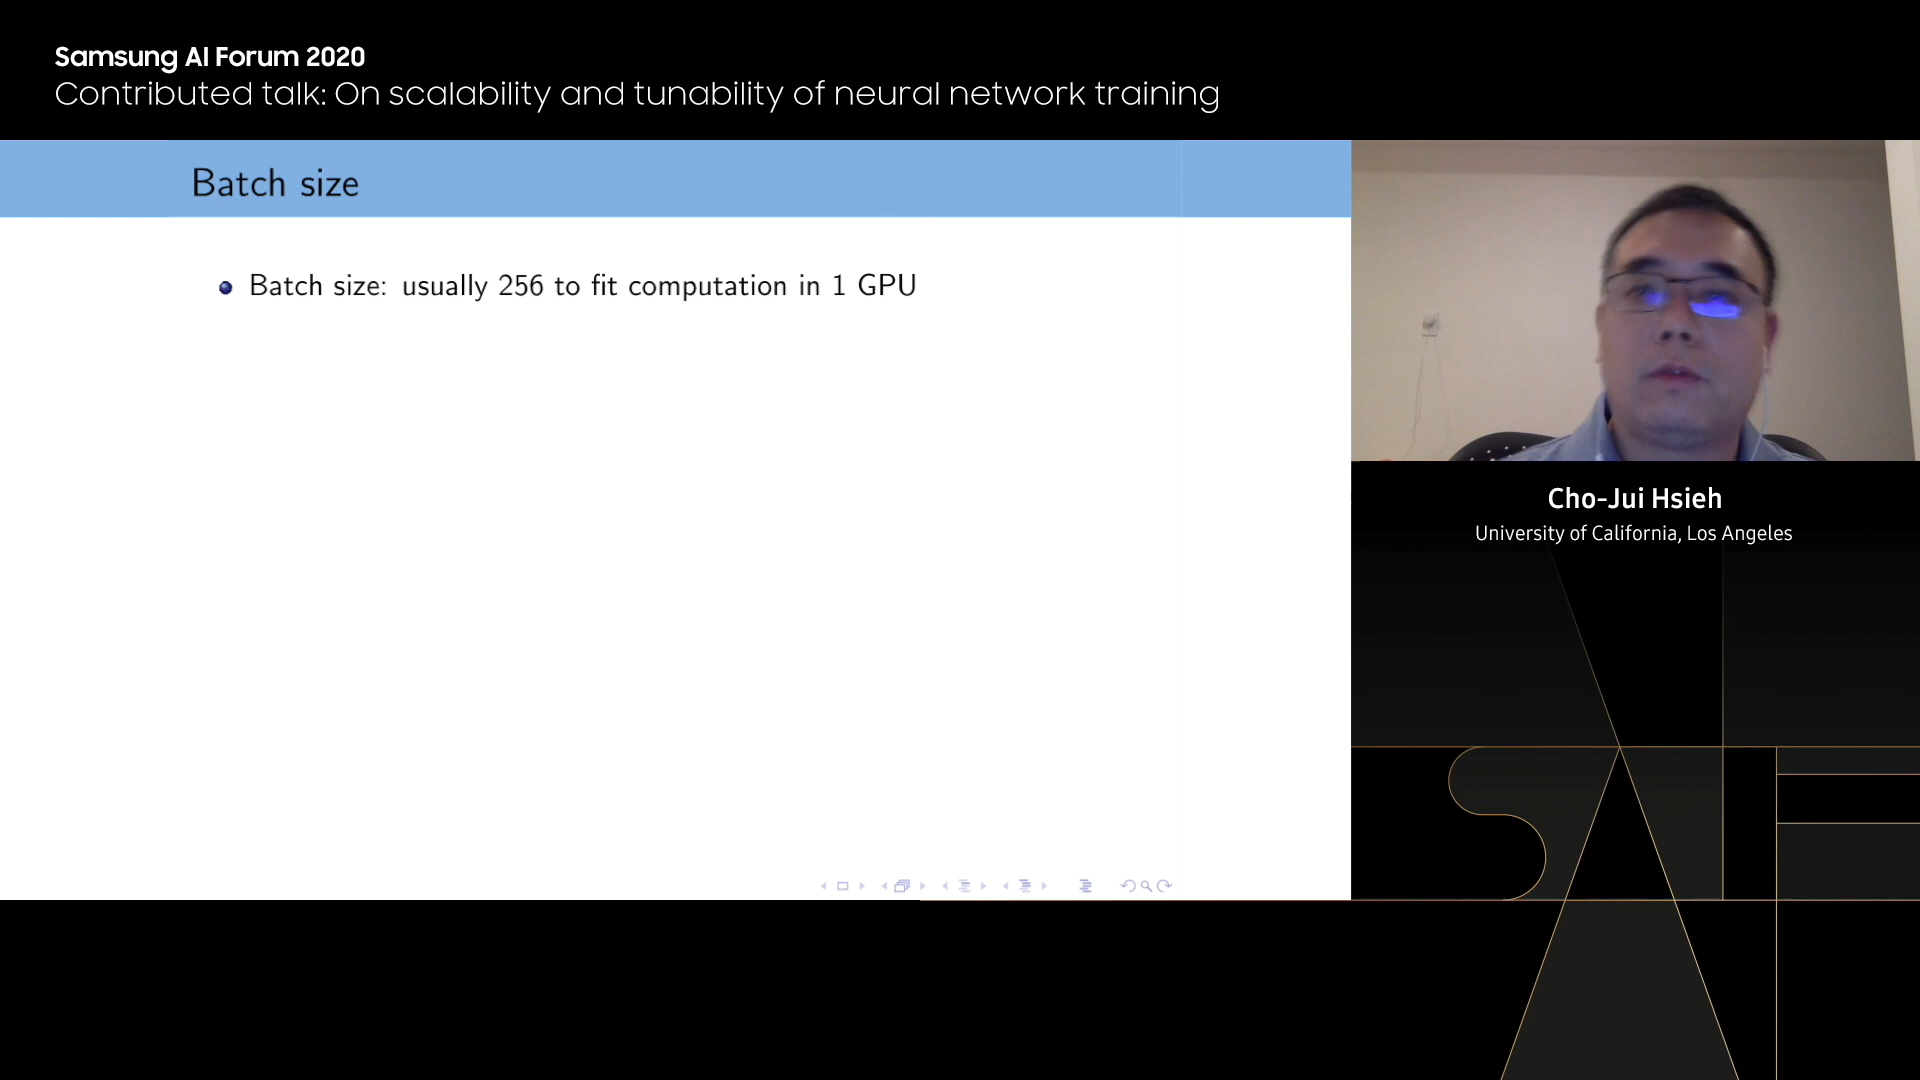 Samsung AI Forum 2020
Contributed talk: On scalability and tunability of neural network training
Batch size
Batch size: usually 256 to fit computation in 1 GPU
Cho-Jui Hsieh
University of California, Los Angeles